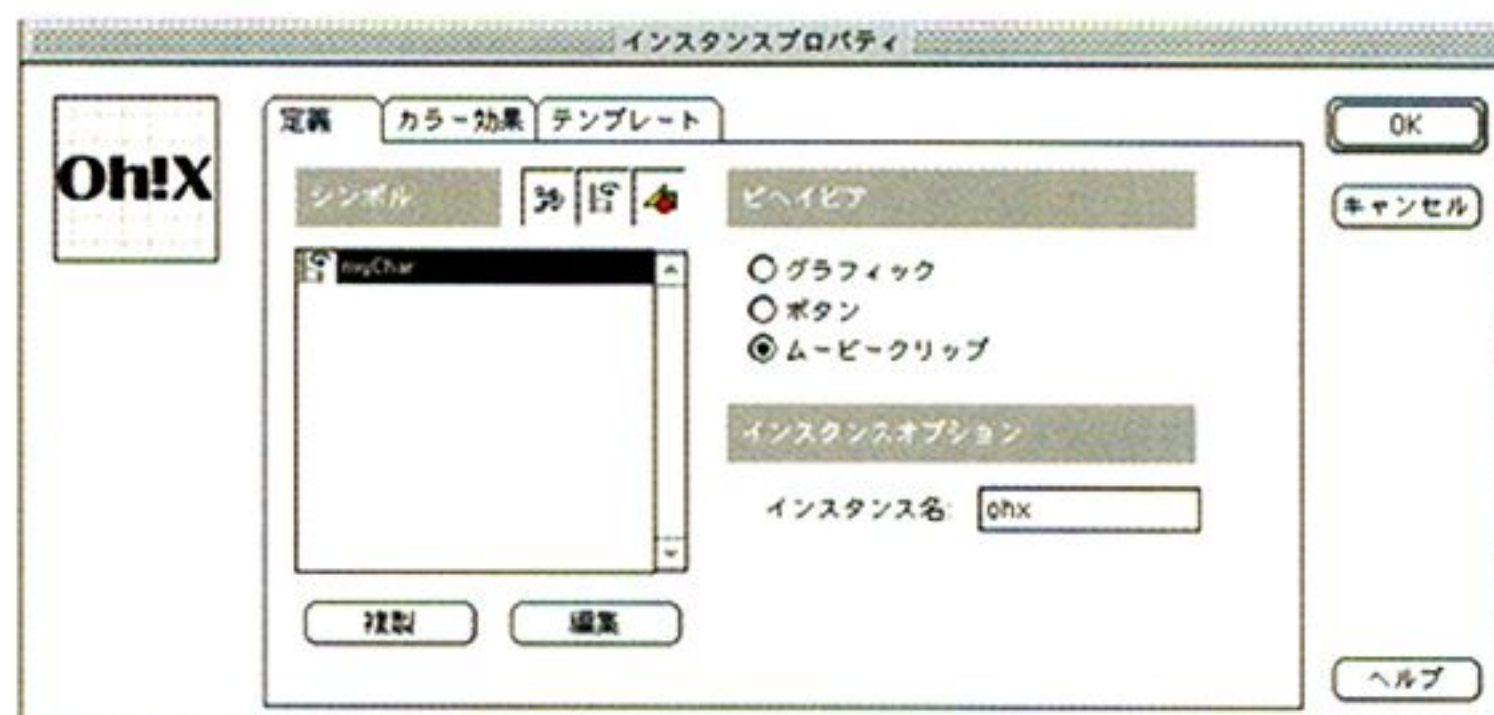 インスタンスプロパティ
Oh!X
定義
カラー効果
テンプレート
シンボル
myChar
複製
編集
ビヘイビア
グラフィック
ボタン
ムービークリップ
インスタンスオプション
インスタンス名: ohx
OK
キャンセル
ヘルプ